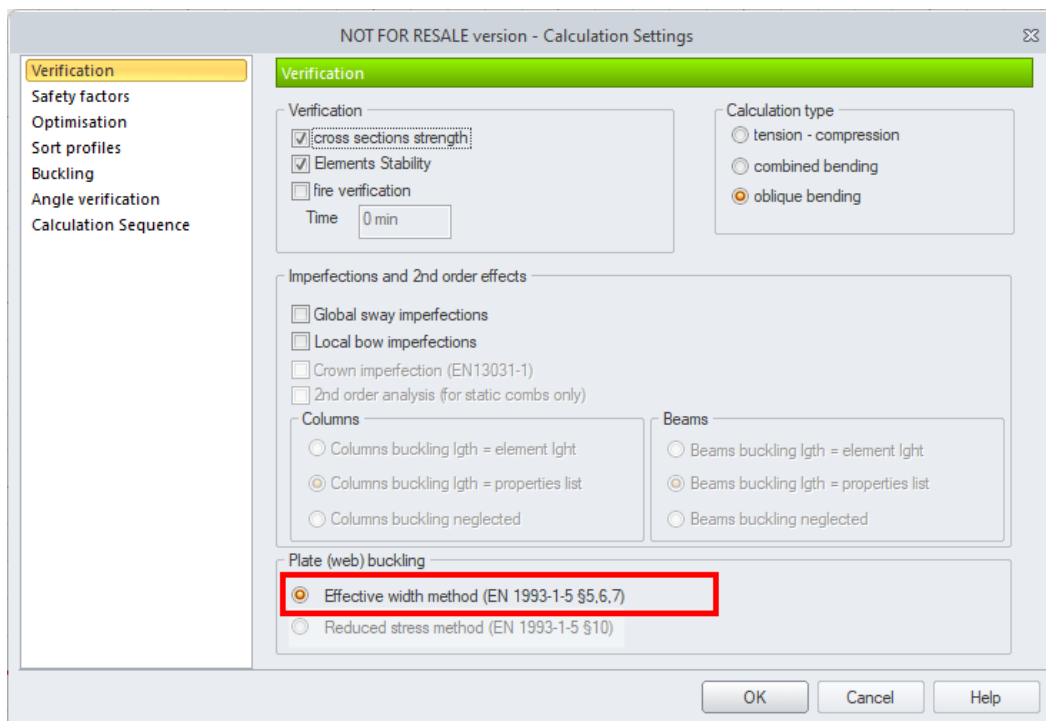 NOT FOR RESALE version - Calculation Settings
Verification
Safety factors
Optimisation
Sort profiles
Buckling
Angle verification
Calculation Sequence
Verification
Verification
cross sections strength
Elements Stability
fire verification
Time 0 min
Calculation type
tension - compression
combined bending
oblique bending
Imperfections and 2nd order effects
Global sway imperfections
Local bow imperfections
Crown imperfection (EN13031-1)
2nd order analysis (for static combs only)
Columns
Columns buckling lgth = element lght
Columns buckling lgth = properties list
Columns buckling neglected
Beams
Beams buckling lgth = element lght
Beams buckling lgth = properties list
Beams buckling neglected
Plate (web) buckling
Effective width method (EN 1993-1-5 §5,6,7)
Reduced stress method (EN 1993-1-5 §10)
OK Cancel Help